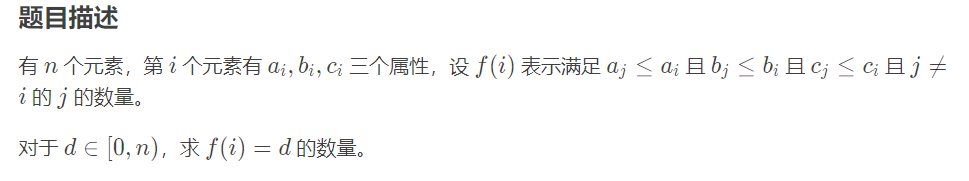 题目描述
有 n 个元素，第 i 个元素有 a_i, b_i, c_i 三个属性，设 f(i) 表示满足 a_j ≤ a_i 且 b_j ≤ b_i 且 c_j ≤ c_i 且 j ≠
i 的 j 的数量。
对于 d ∈ [0, n)，求 f(i) = d 的数量。